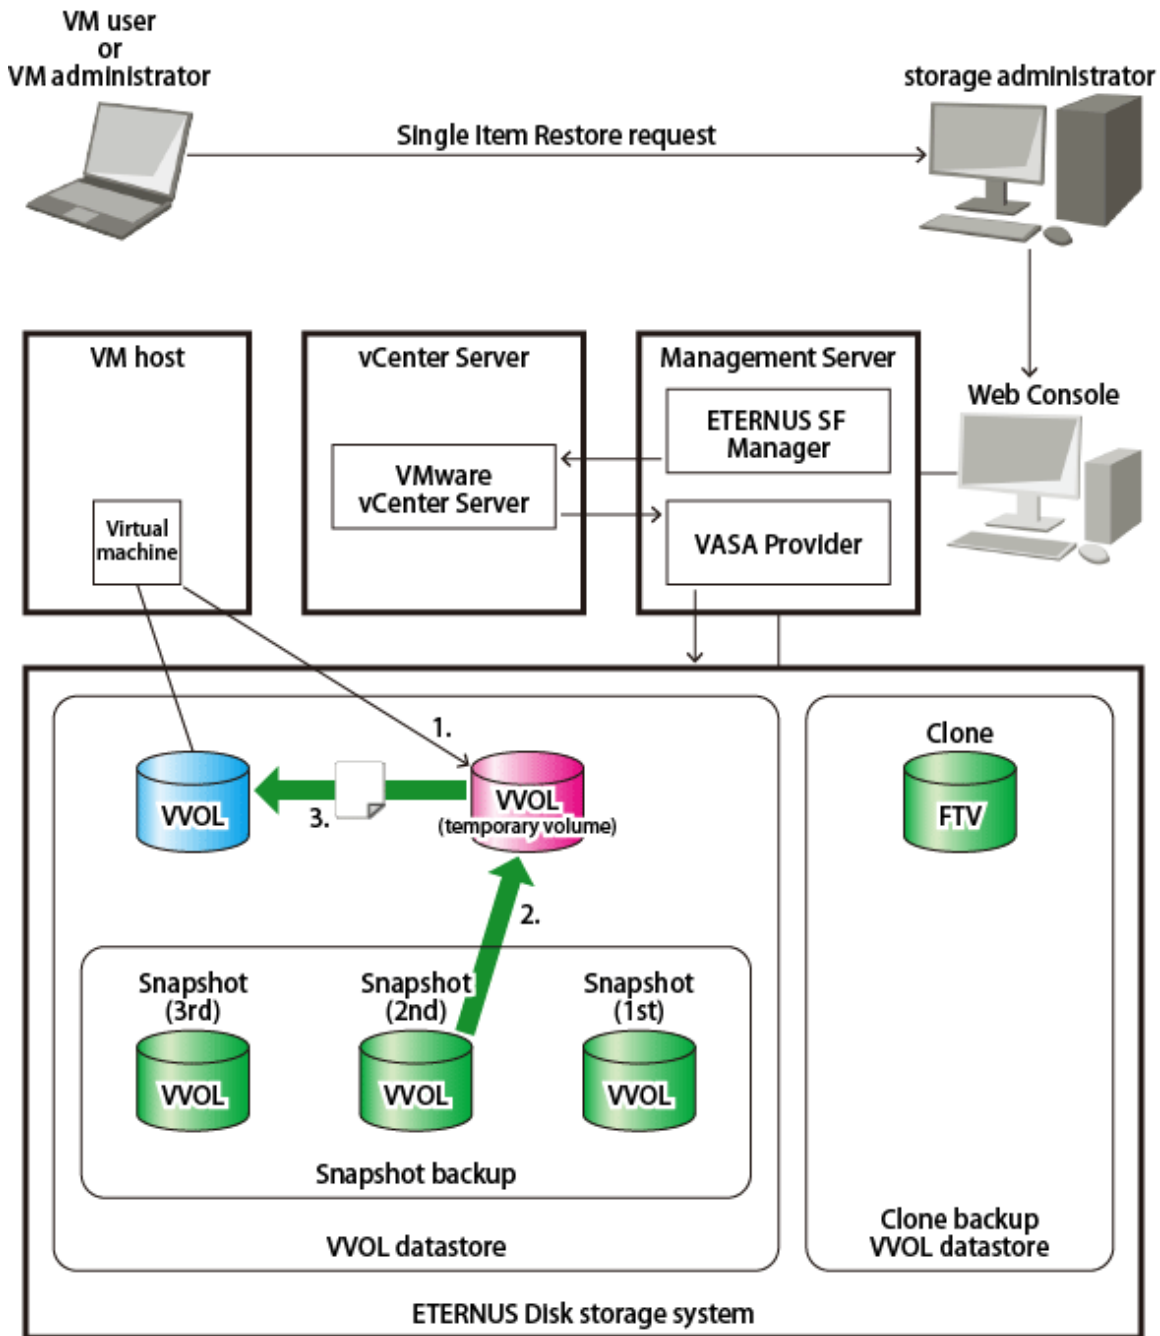 VM user
or
VM administrator
storage administrator
Single Item Restore request
VM host
vCenter Server
Management Server
Web Console
ETERNUS SF
Manager
VMware
vCenter Server
Virtual
machine
VASA Provider
1.
Clone
VVOL
3.
VVOL
(temporary volume)
FTV
2.
Snapshot
(3rd)
Snapshot
(2nd)
Snapshot
(1st)
VVOL
VVOL
VVOL
Snapshot backup
VVOL datastore
Clone backup
VVOL datastore
ETERNUS Disk storage system